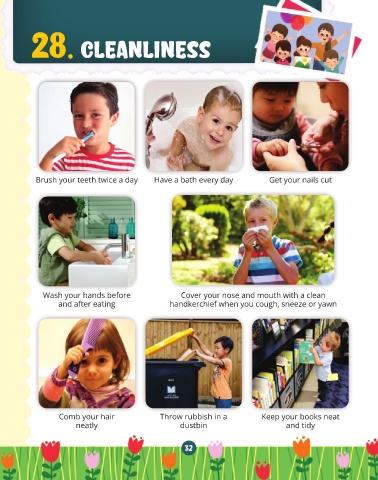 28. CLEANLINESS
Brush your teeth twice a day
Have a bath every day
Get your nails cut
Wash your hands before
and after eating
Cover your nose and mouth with a clean
handkerchief when you cough, sneeze or yawn
Comb your hair
neatly
Throw rubbish in a
dustbin
Keep your books neat
and tidy
32